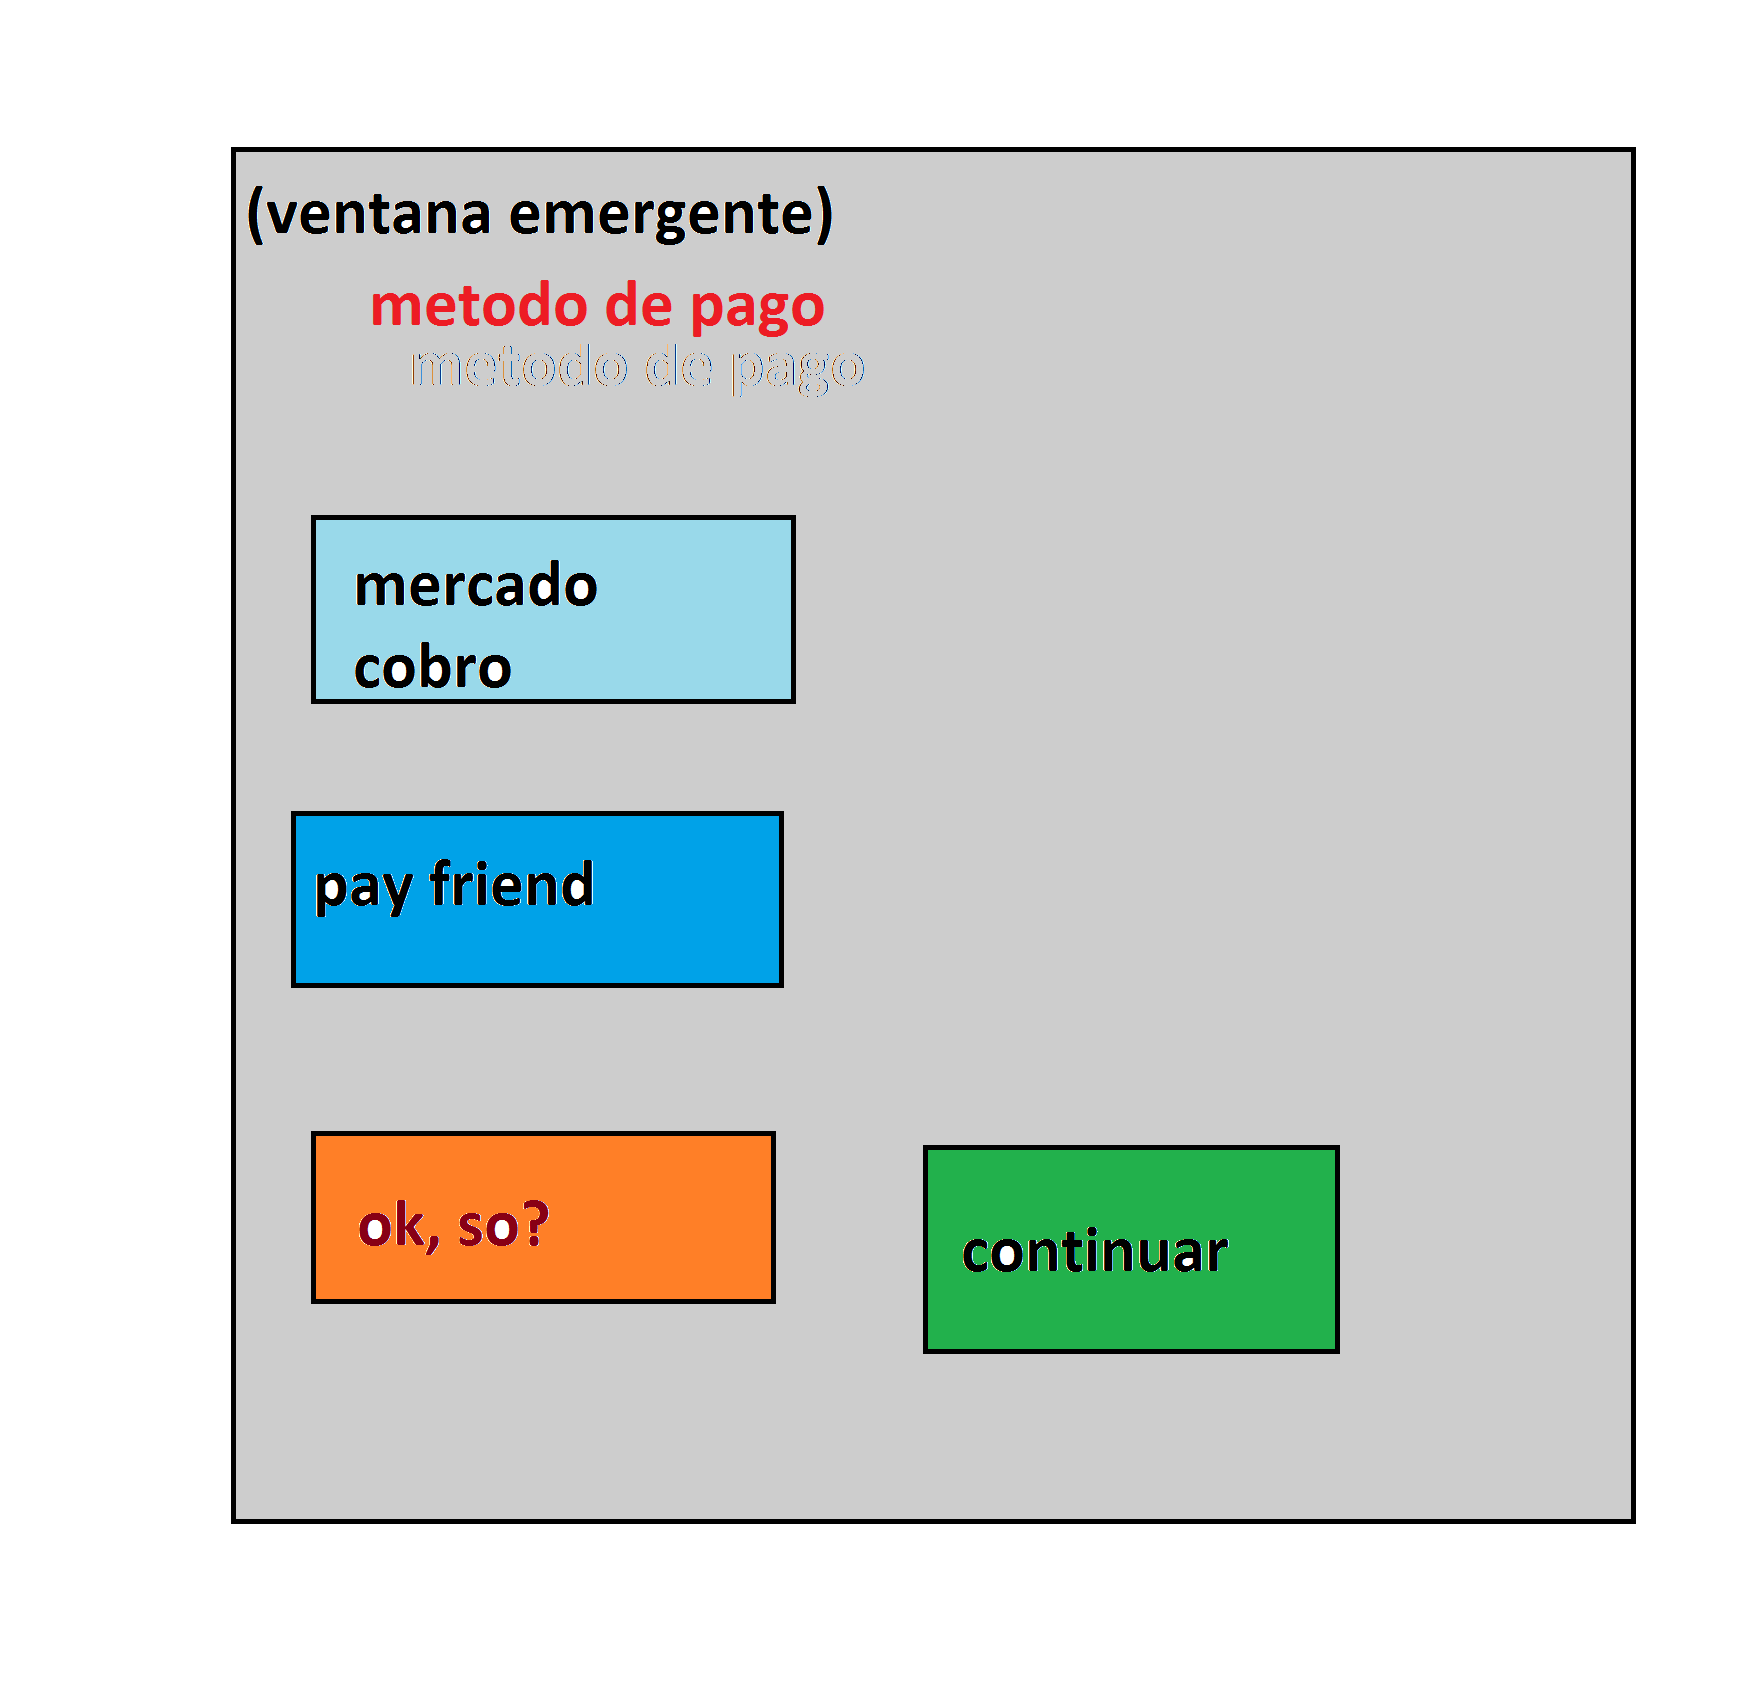 (ventana emergente)
metodo de pago
metodo de pago
mercado
cobro
pay friend
ok, so?
continuar